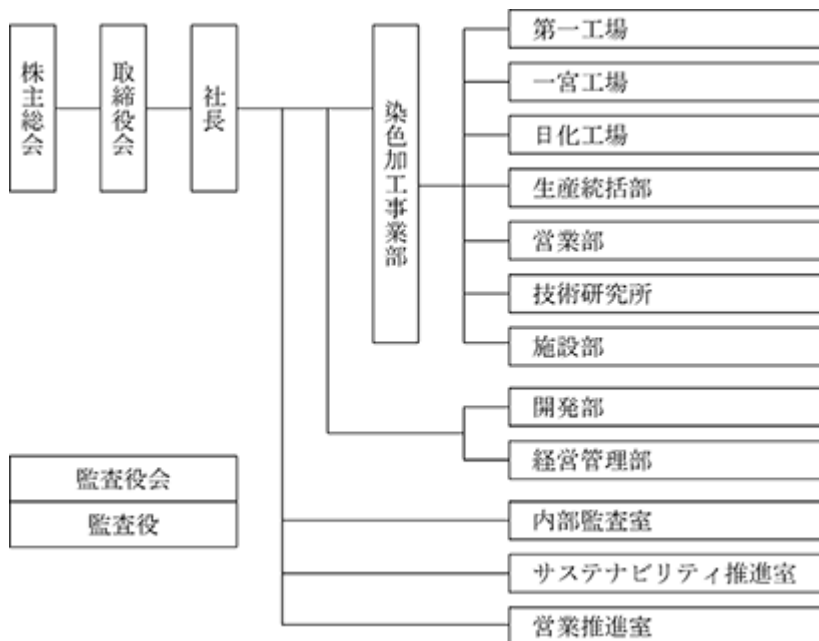 株主総会
取締役会
社長
染色加工事業部
第一工場
一宮工場
日化工場
生産統括部
営業部
技術研究所
施設部
開発部
経営管理部
監査役会
監査役
内部監査室
サステナビリティ推進室
営業推進室